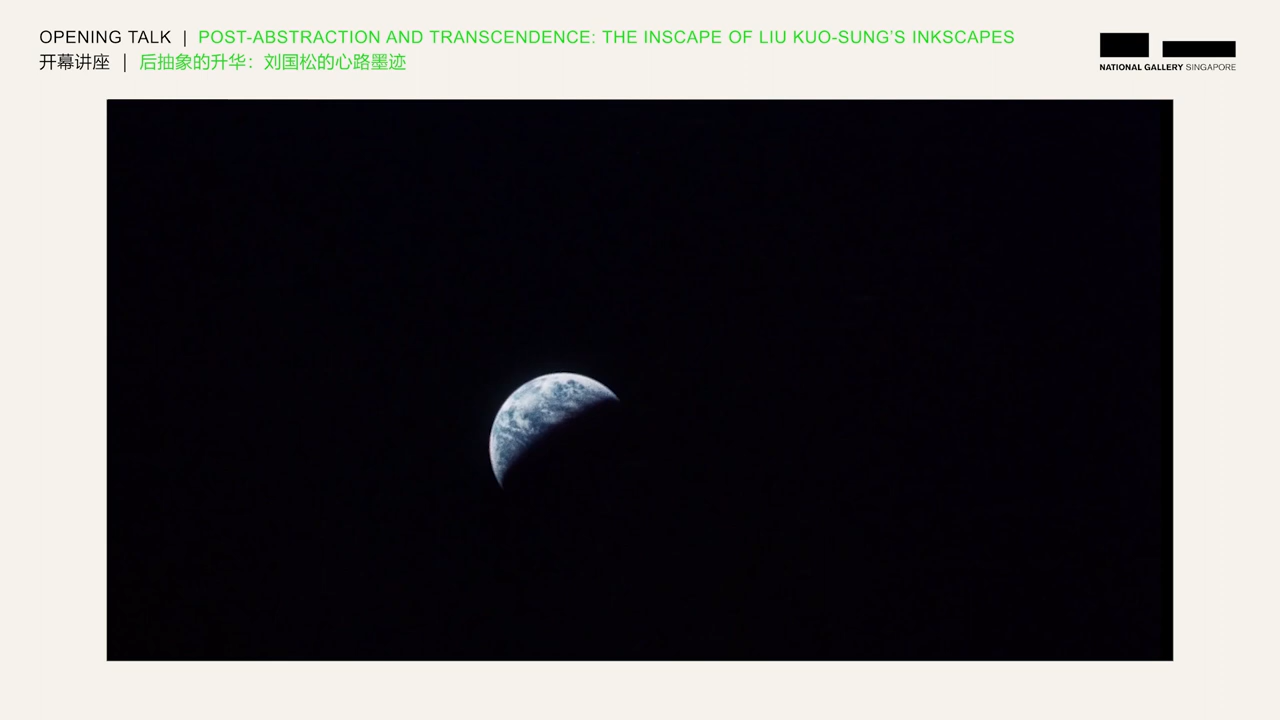 OPENING TALK | POST-ABSTRACTION AND TRANSCENDENCE: THE INSCAPE OF LIU KUO-SUNG'S INKSCAPES
开幕讲座 | 后抽象的升华：刘国松的心路墨迹
NATIONAL GALLERY SINGAPORE